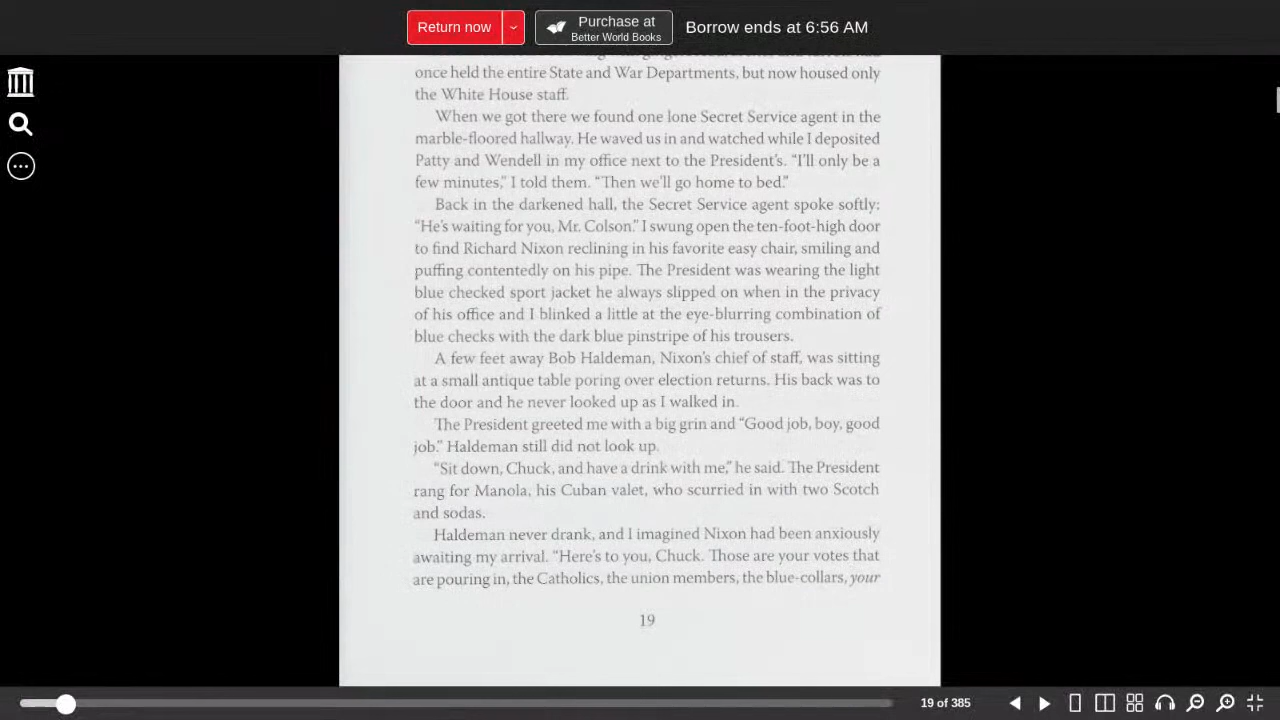 Return now
Purchase at
Better World Books
Borrow ends at 6:56 AM
once held the entire State and War Departments, but now housed only
the White House staff.
When we got there we found one lone Secret Service agent in the
marble-floored hallway. He waved us in and watched while I deposited
Patty and Wendell in my office next to the President's. “I'll only be a
few minutes,” I told them. “Then we'll go home to bed.”
Back in the darkened hall, the Secret Service agent spoke softly:
“He's waiting for you, Mr. Colson.” I swung open the ten-foot-high door
to find Richard Nixon reclining in his favorite easy chair, smiling and
puffing contentedly on his pipe. The President was wearing the light
blue checked sport jacket he always slipped on when in the privacy
of his office and I blinked a little at the eye-blurring combination of
blue checks with the dark blue pinstripe of his trousers.
A few feet away Bob Haldeman, Nixon's chief of staff, was sitting
at a small antique table poring over election returns. His back was to
the door and he never looked up as I walked in.
The President greeted me with a big grin and “Good job, boy, good
job.” Haldeman still did not look up.
“Sit down, Chuck, and have a drink with me,” he said. The President
rang for Manola, his Cuban valet, who scurried in with two Scotch
and sodas.
Haldeman never drank, and I imagined Nixon had been anxiously
awaiting my arrival. “Here's to you, Chuck. Those are your votes that
are pouring in, the Catholics, the union members, the blue-collars, your
19
19 of 385